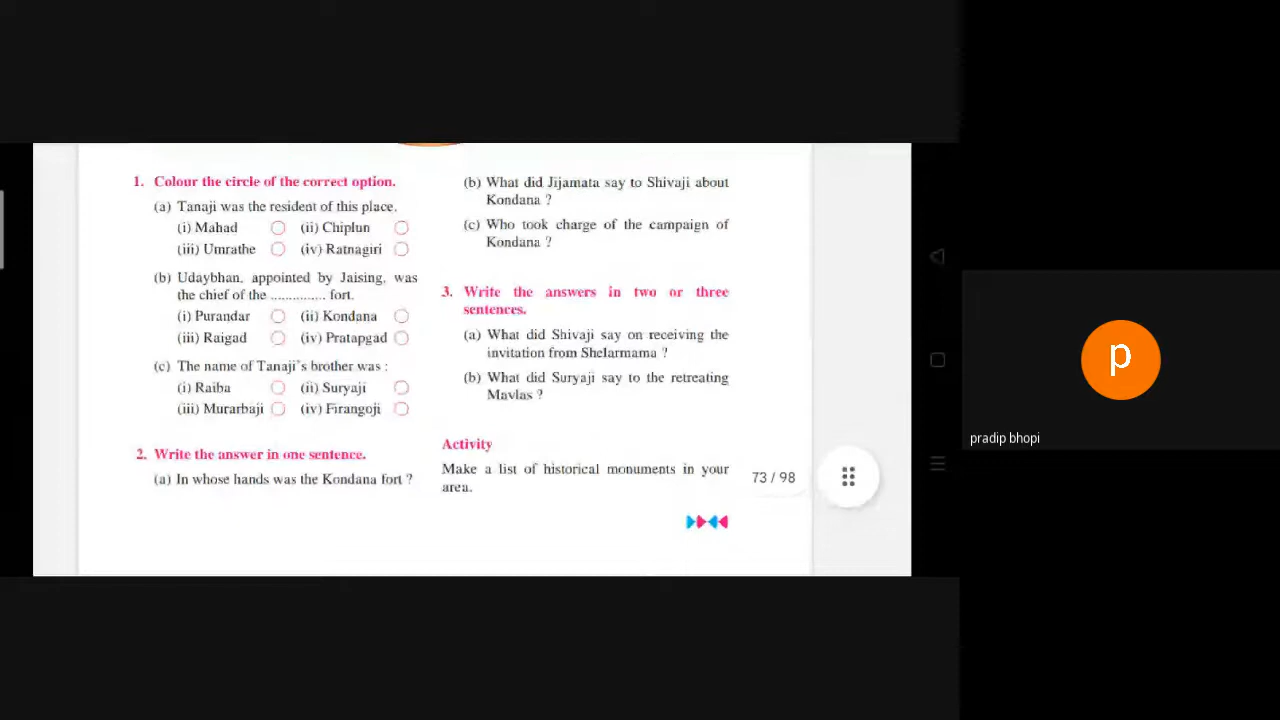 1. Colour the circle of the correct option.
(a) Tanaji was the resident of this place.
(i) Mahad (ii) Chiplun
(iii) Umrathe (iv) Ratnagiri
(b) Udaybhan, appointed by Jaising, was
the chief of the .............. fort.
(i) Purandar (ii) Kondana
(iii) Raigad (iv) Pratapgad
(c) The name of Tanaji's brother was :
(i) Raiba (ii) Suryaji
(iii) Murarbaji (iv) Firangoji
2. Write the answer in one sentence.
(a) In whose hands was the Kondana fort ?
(b) What did Jijamata say to Shivaji about
Kondana ?
(c) Who took charge of the campaign of
Kondana ?
3. Write the answers in two or three
sentences.
(a) What did Shivaji say on receiving the
invitation from Shelarmama ?
(b) What did Suryaji say to the retreating
Mavlas ?
Activity
Make a list of historical monuments in your
area.
73 / 98
p
pradip bhopi